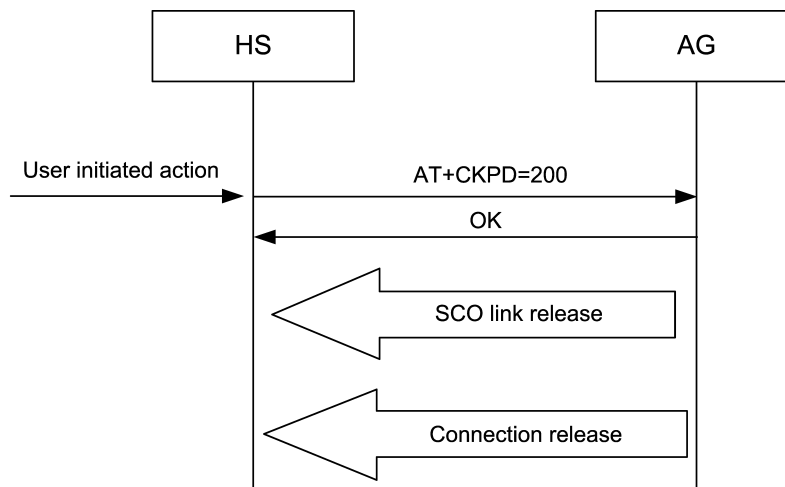 HS
AG
User initiated action
AT+CKPD=200
OK
SCO link release
Connection release